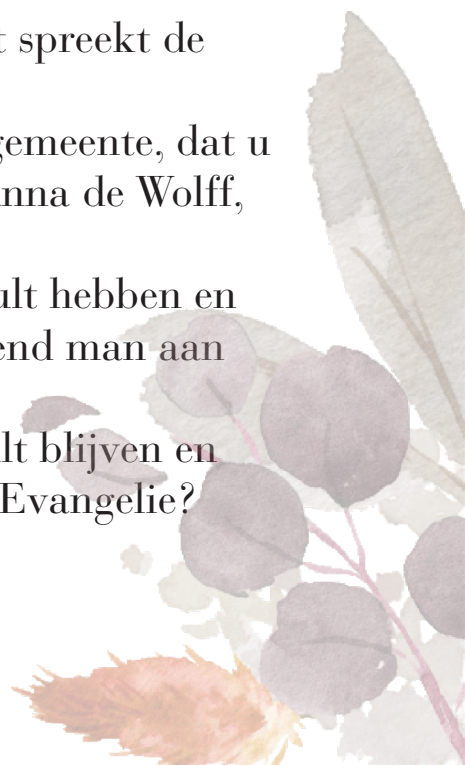 t spreekt de
gemeente, dat u
nna de Wolff,
ult hebben en
end man aan
lt blijven en
Evangelie?